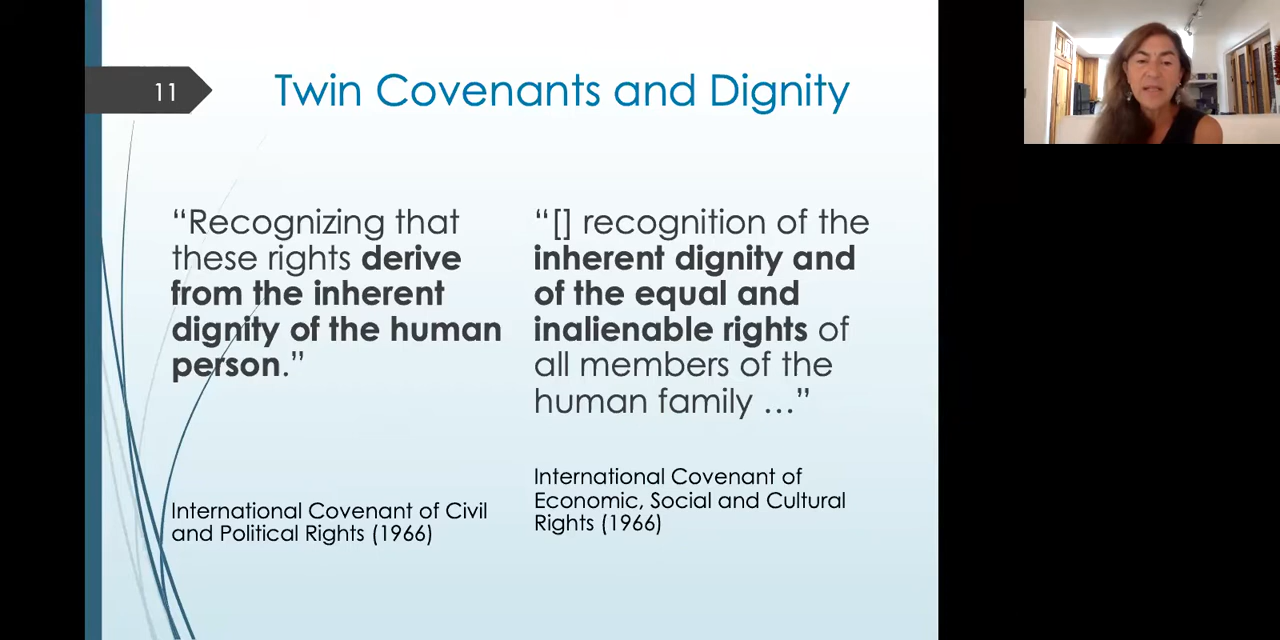 11
Twin Covenants and Dignity
“Recognizing that
these rights derive
from the inherent
dignity of the human
person.”
International Covenant of Civil
and Political Rights (1966)
“[] recognition of the
inherent dignity and
of the equal and
inalienable rights of
all members of the
human family …”
International Covenant of
Economic, Social and Cultural
Rights (1966)